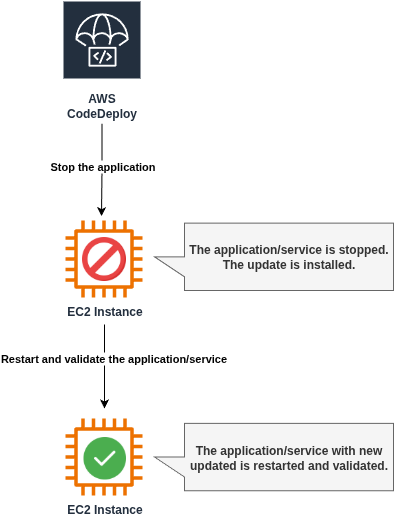 AWS
CodeDeploy
Stop the application
The application/service is stopped.
The update is installed.
EC2 Instance
Restart and validate the application/service
The application/service with new
updated is restarted and validated.
EC2 Instance